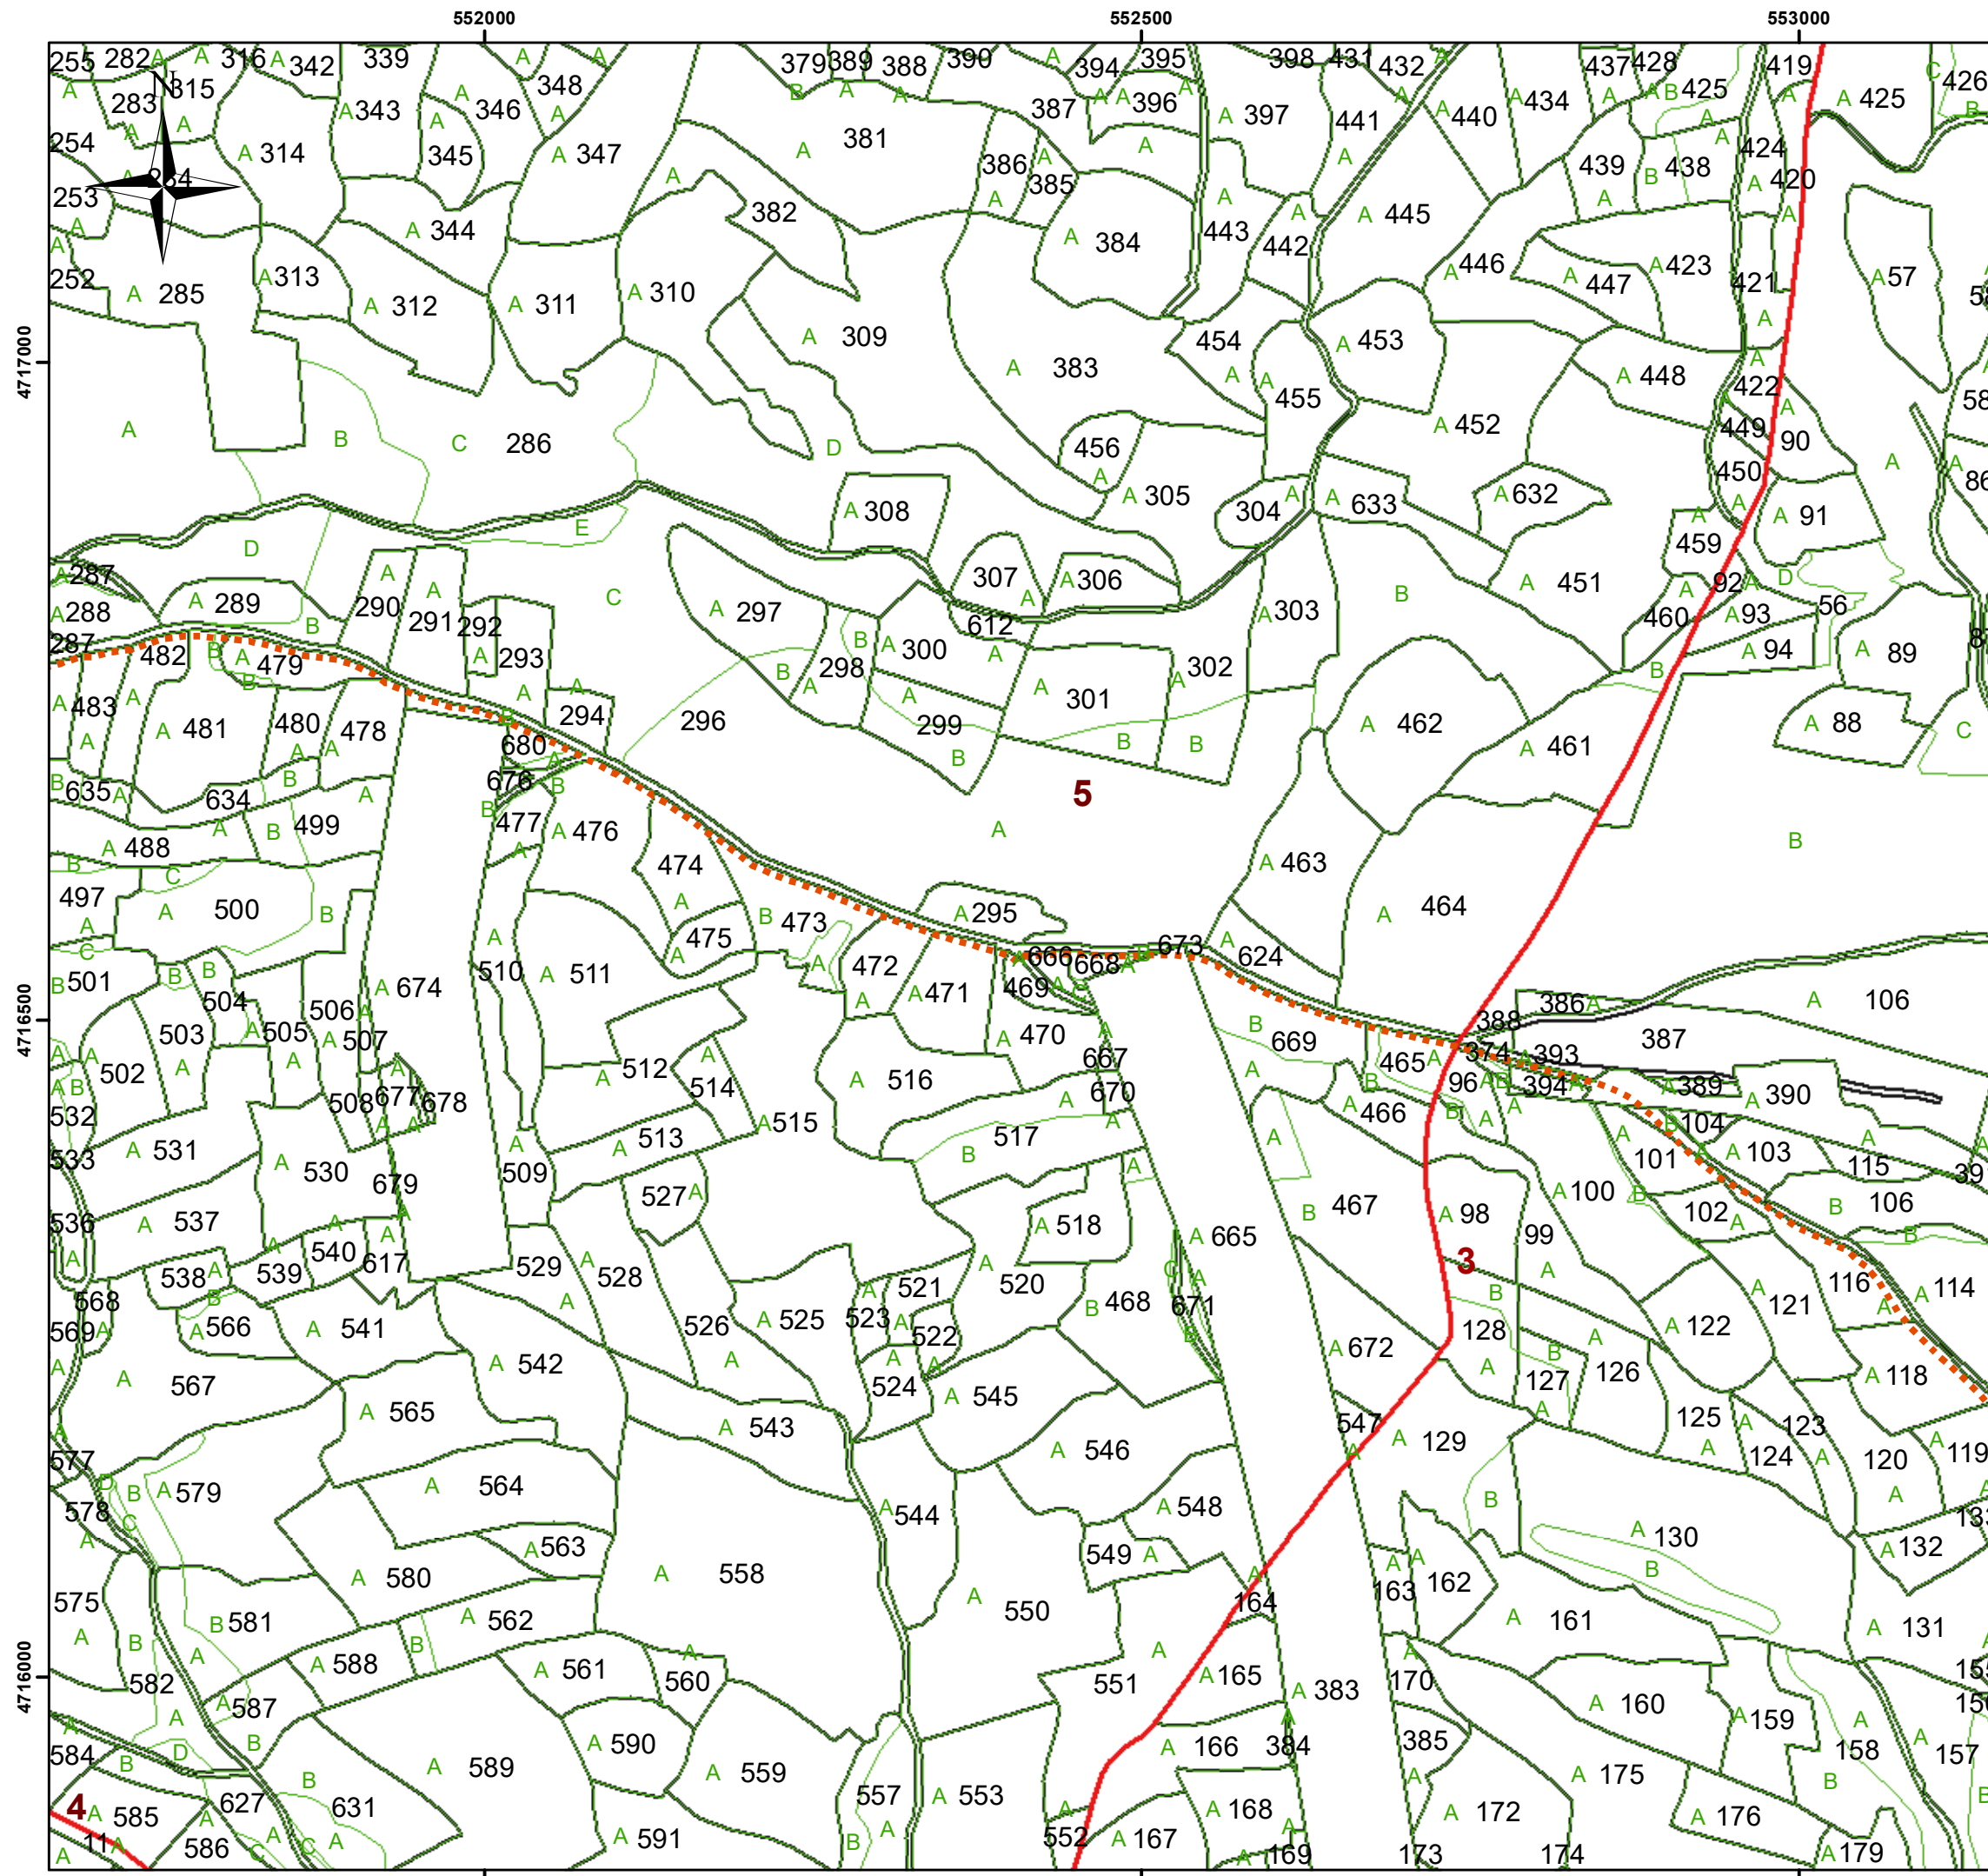 552000 552500 553000
255 282 A A 316 A 342 339 A A 348 379 389 388 390 A 394 395 398 431 432 A 437 428 425 419 C 426
A 283 N 315 A A 343 A 346 A B A A 387 A A 396 A A 397 441 A A 440 A 434 A A B A A 425 B
254 A A A 314 A 345 A 347 A 381 386 A A A 439 B 438 A 424
253 A 284 A A 385 A A 445 A A 420
A A 344 382 A 384 443 442 A
252 A 285 A 313 A 312 A 311 A 310 A 446 A 447 A 423 421 A 57 58
4717000
A 309 A 383 454 A 453 A
A A A 455 A 448 A 422 A 58
A B C 286 D 456 A A 452 449 90 A A
A 308 A 305 304 A A 633 A 632 450 A 86
D E A A 91
A 287 A A 307 A A 306 A 451 459 A 92 A D
A 288 A 289 290 291 292 C A 297 612 A 303 B 460 A 93 56
287 B 482 B A 479 B A 293 B 298 A 300 A 302 B A 94 A 89 87
A 483 A A 481 480 478 A A 294 B A A A 301 A A 462 A 461 A 88 C
A A A B 680 A 296 299 B B B
B 635 A 634 B A 676 B 5
A 488 A B 499 B 477 A 476 A B
B C A 474 A 463
497 A A 500 B A B 473 A 295 A 464
C A 475 A A 472 666 668 B 673 A 624
B 501 B B 504 A 674 510 A 511 A A 471 469 A A C A 106
4716500
503 A 505 506 A 507 470 A B 669 388 386 A 387
A A 502 A A A 512 A 514 A 516 667 A 465 A 374 A 393
A B 508 677 678 A 670 A B 96 A B 394 A A 389 A 390
532 A A A 515 A A 466 B A A B 104
533 A 531 A 530 A 513 B 517 A A 101 A A 103 A A
509 A 679 527 A A B 467 A 100 B 115 39
536 A 537 A A A 518 A 665 A 98 99 102 A B 106
A 538 A A 539 540 A 617 529 A 528 A 520 C A 3 A B
568 B 521 A B 468 671 B 116 A 114
569 A A 566 A 541 A 526 A 525 523 A 522 B A 672 128 A A 122 A 121 A
A A 567 A 542 A A A A B 126
A 565 524 A 545 A 127 A 118
A A 543 547 A 125 A 123
577 A 546 A A 129 A 124 A 120 A 119
D B A 579 A 564 B A
578 C A 544 A 548 A 130 133
A A 563 A 558 549 A A A B A 132
575 A 580 A 550 163 A A 162
A B B 581 A 562 164 A 161 A 131
582 A A 588 B A 561 A 560 A A 165 A 383 A 170 155
4716000
A A A 587 551 A 160 A 159 A 150
584 B D B A 590 A 166 384 385 A 158 A 157
B A 589 A 559 A A 175 B
4 A 585 A 627 631 557 A 553 A A 168 A 172 A 176 B
11 A A 586 C A C A A 591 B A 552 A 167 A A 169 173 174 A 179